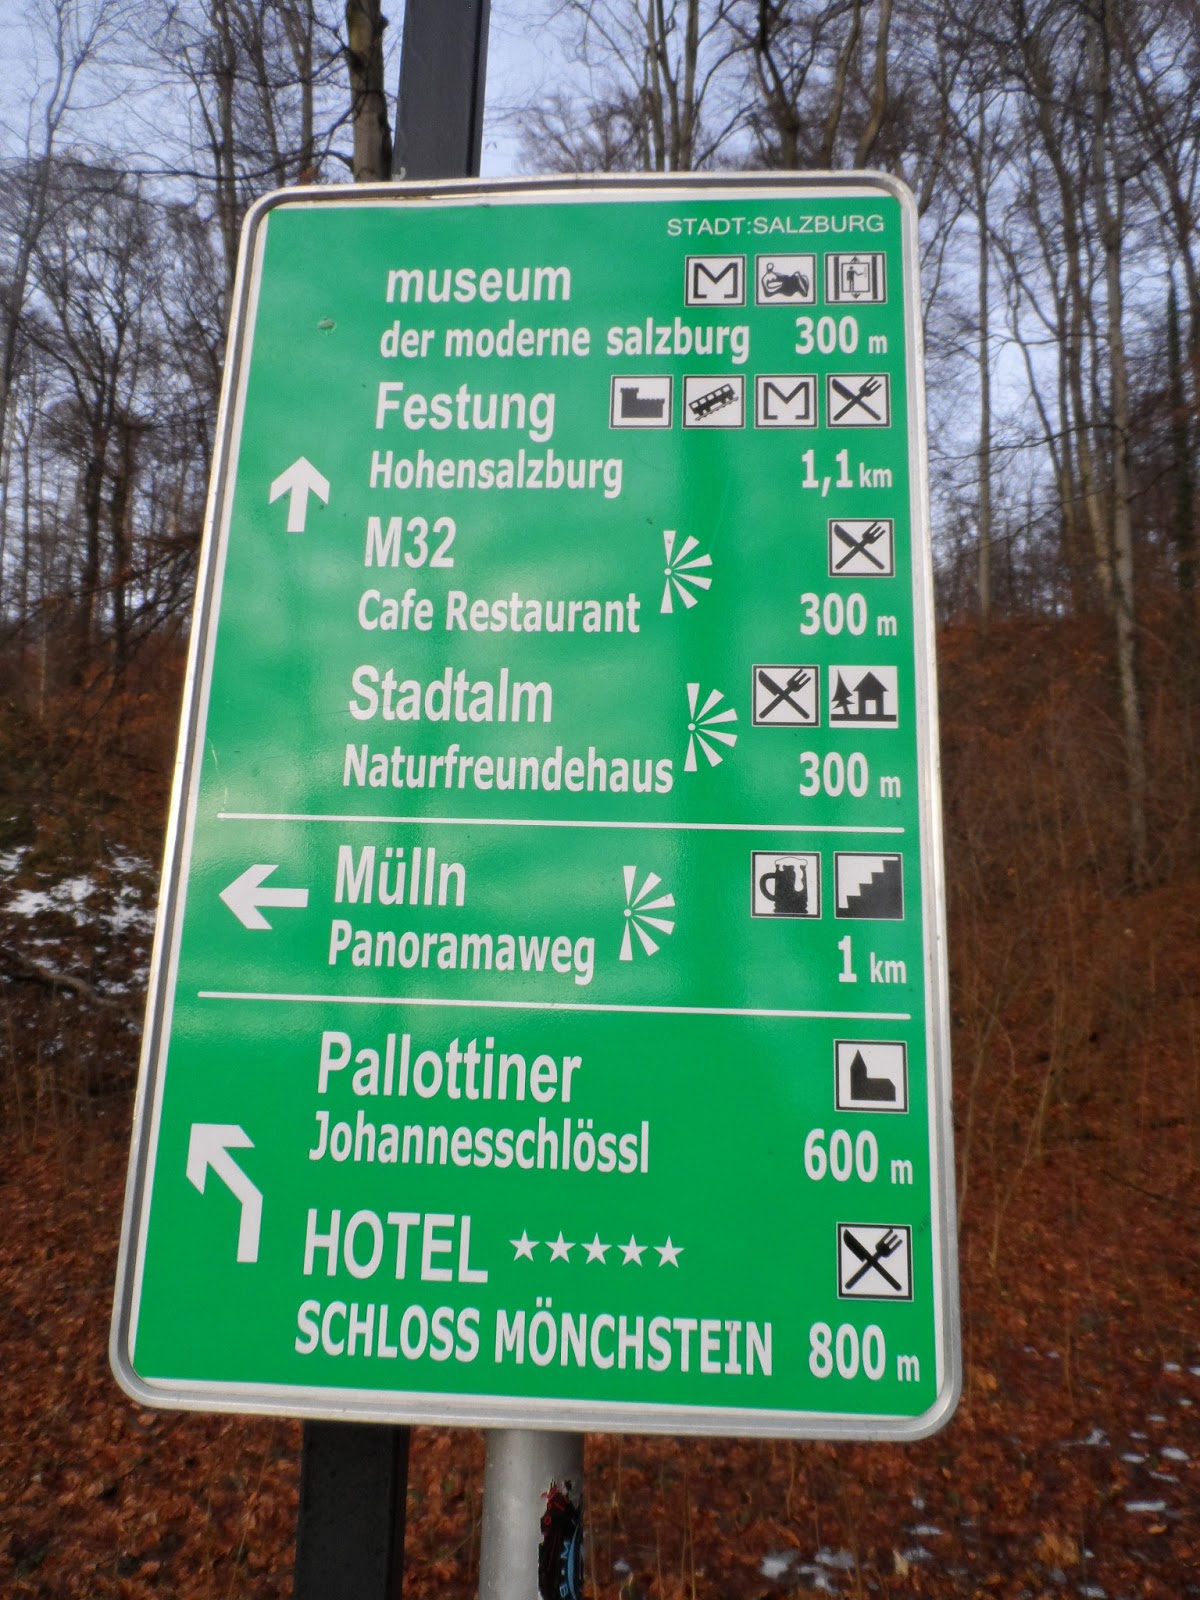 STADT:SALZBURG
museum
der moderne salzburg 300 m
Festung
Hohensalzburg 1,1 km
M32
Cafe Restaurant 300 m
Stadtalm
Naturfreundehaus 300 m
Mülln
Panoramaweg 1 km
Pallottiner
Johannesschlössl 600 m
HOTEL ★★★★★
SCHLOSS MÖNCHSTEIN 800 m